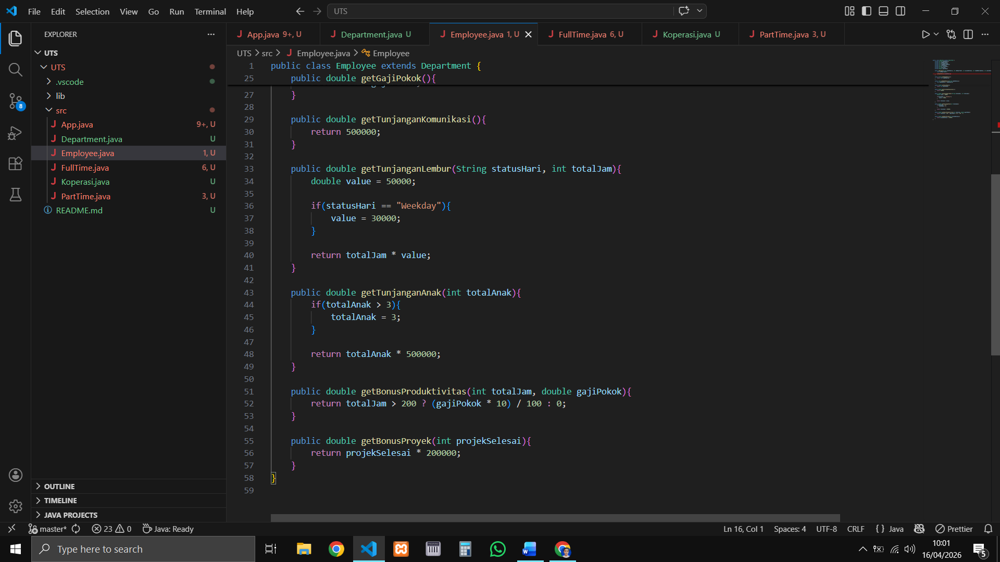 File Edit Selection View Go Run Terminal Help
UTS
EXPLORER
App.java 9+, U
Department.java U
Employee.java 1, U
FullTime.java 6, U
Koperasi.java U
PartTime.java 3, U
UTS
UTS
.vscode
lib
src
App.java 9+, U
Department.java U
Employee.java 1, U
FullTime.java 6, U
Koperasi.java U
PartTime.java 3, U
README.md U
8
OUTLINE
TIMELINE
JAVA PROJECTS
UTS > src > Employee.java > Employee
1 public class Employee extends Department {
25 public double getGajiPokok(){
27 }
28
29 public double getTunjanganKomunikasi(){
30 return 500000;
31 }
32
33 public double getTunjanganLembur(String statusHari, int totalJam){
34 double value = 50000;
35
36 if(statusHari == "Weekday"){
37 value = 30000;
38 }
39
40 return totalJam * value;
41 }
42
43 public double getTunjanganAnak(int totalAnak){
44 if(totalAnak > 3){
45 totalAnak = 3;
46 }
47
48 return totalAnak * 500000;
49 }
50
51 public double getBonusProduktivitas(int totalJam, double gajiPokok){
52 return totalJam > 200 ? (gajiPokok * 10) / 100 : 0;
53 }
54
55 public double getBonusProyek(int projekSelesai){
56 return projekSelesai * 200000;
57 }
58 }
59
master* 23 0 Java: Ready
Ln 16, Col 1 Spaces: 4 UTF-8 CRLF {} Java Prettier
Type here to search
10:01
16/04/2026
5